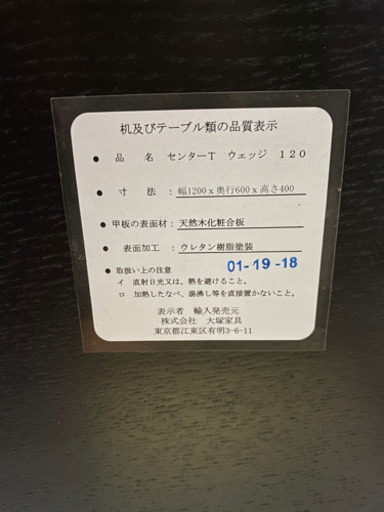 机及びテーブル類の品質表示
● 品 名 センターT ウェッジ 120
● 寸 法：幅1200x奥行600x高さ400
● 甲板の表面材：天然木化粧合板
● 表面加工：ウレタン樹脂塗装
● 取扱い上の注意 01-19-18
イ 直射日光又は、熱を避けること。
ロ 加熱したなべ、湯沸し等を直接置かないこと。
表示者 輸入発売元
株式会社 大塚家具
東京都江東区有明3-6-11